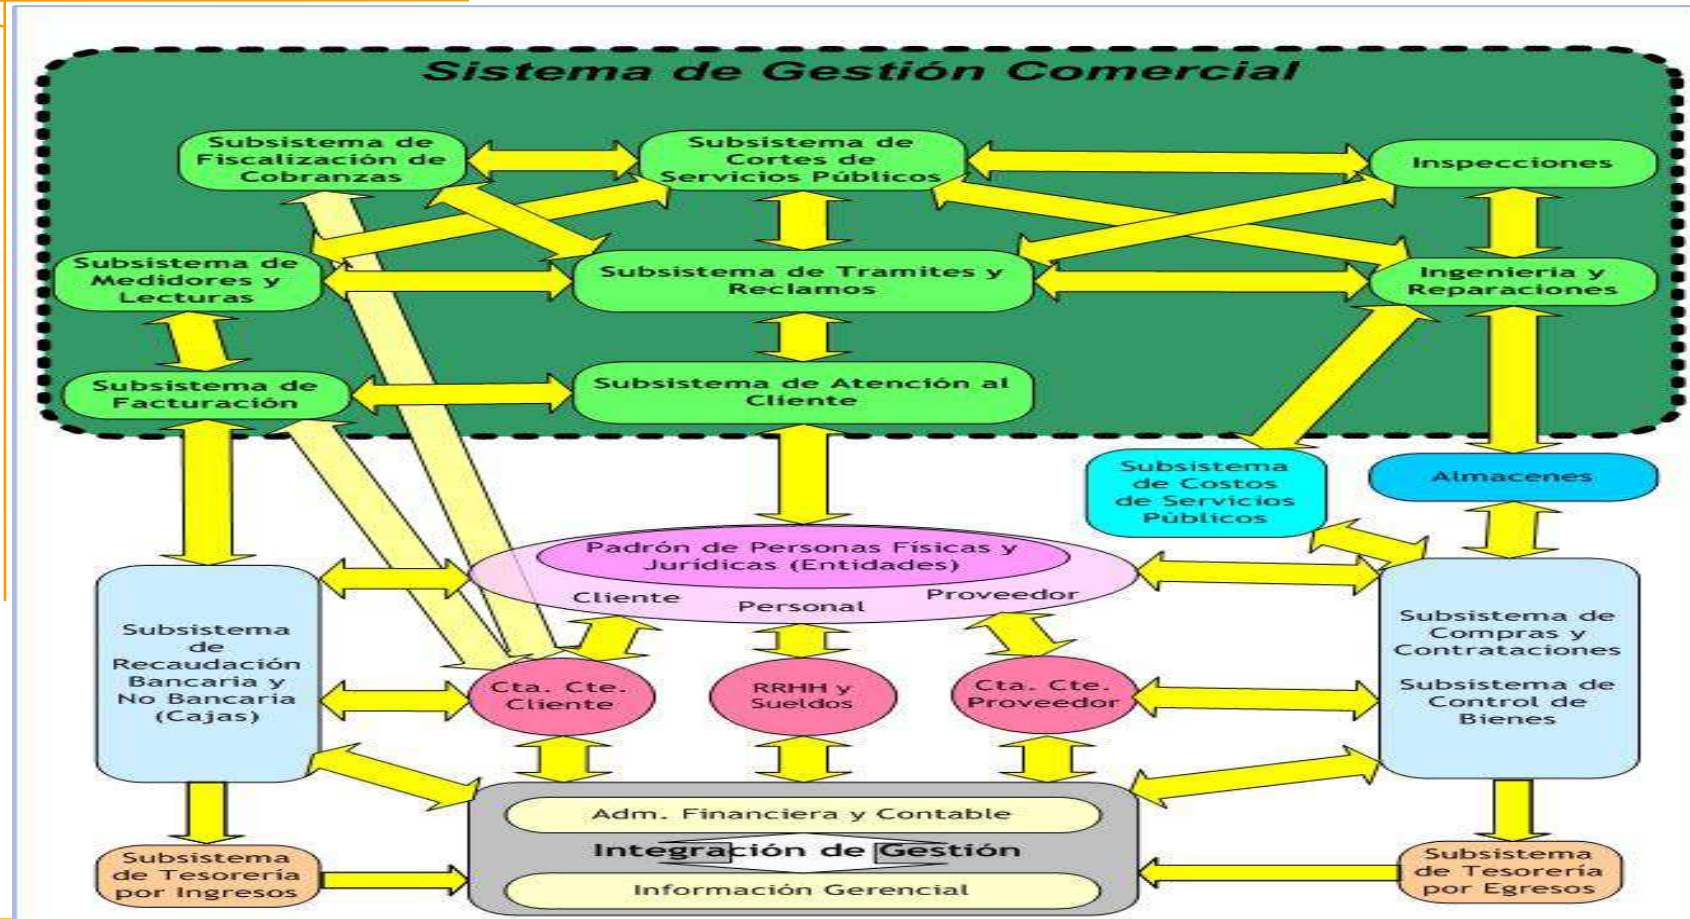 Sistema de Gestión Comercial
Subsistema de
Fiscalización de
Cobranzas
Subsistema de
Cortes de
Servicios Públicos
Inspecciones
Subsistema de
Medidores y
Lecturas
Subsistema de Tramites y
Reclamos
Ingeniería y
Reparaciones
Subsistema de
Facturación
Subsistema de Atención al
Cliente
Subsistema
de Costos
de Servicios
Públicos
Almacenes
Padrón de Personas Físicas y
Jurídicas (Entidades)
Cliente
Personal
Proveedor
Subsistema
de
Recaudación
Bancaria y
No Bancaria
(Cajas)
Cta. Cte.
Cliente
RRHH y
Sueldos
Cta. Cte.
Proveedor
Subsistema de
Compras y
Contrataciones
Subsistema de
Control de
Bienes
Adm. Financiera y Contable
Integración de Gestión
Información Gerencial
Subsistema
de Tesorería
por Ingresos
Subsistema
de Tesorería
por Egresos